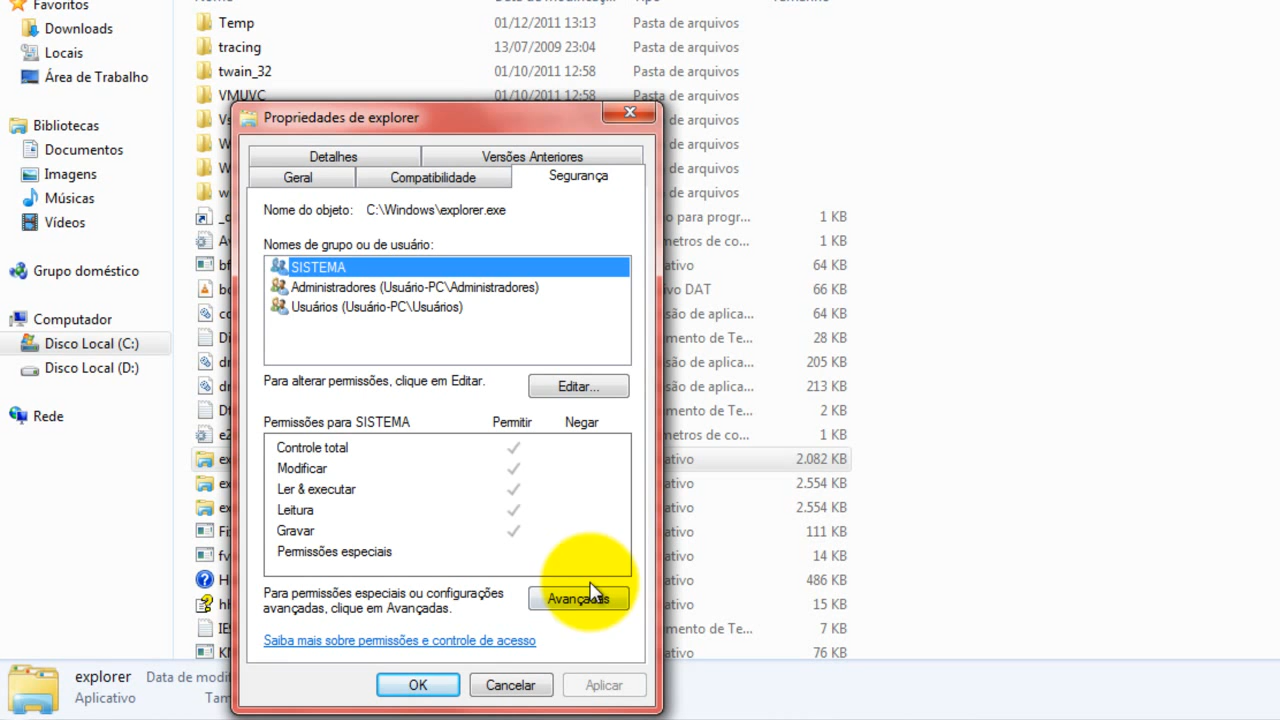 Favoritos
Downloads
Locais
Área de Trabalho
Bibliotecas
Documentos
Imagens
Músicas
Vídeos
Grupo doméstico
Computador
Disco Local (C:)
Disco Local (D:)
Rede
Temp 01/12/2011 13:13 Pasta de arquivos
tracing 13/07/2009 23:04 Pasta de arquivos
twain_32 01/10/2011 12:58 Pasta de arquivos
VMUVC 01/10/2011 12:58 Pasta de arquivos
Pasta de arquivos
Pasta de arquivos
Pasta de arquivos
Pasta de arquivos
o para progr... 1 KB
metros de co... 1 KB
ativo 64 KB
ivo DAT 66 KB
são de aplica... 64 KB
mento de Te... 28 KB
são de aplica... 205 KB
são de aplica... 213 KB
mento de Te... 2 KB
metros de co... 1 KB
ativo 2.082 KB
ativo 2.554 KB
ativo 2.554 KB
ativo 111 KB
ativo 14 KB
ativo 486 KB
ativo 15 KB
mento de Te... 7 KB
ativo 76 KB
Propriedades de explorer
Detalhes Versões Anteriores
Geral Compatibilidade Segurança
Nome do objeto: C:\Windows\explorer.exe
Nomes de grupo ou de usuário:
SISTEMA
Administradores (Usuário-PC\Administradores)
Usuários (Usuário-PC\Usuários)
Para alterar permissões, clique em Editar. Editar...
Permissões para SISTEMA Permitir Negar
Controle total
Modificar
Ler & executar
Leitura
Gravar
Permissões especiais
Para permissões especiais ou configurações
avançadas, clique em Avançadas. Avançadas
Saiba mais sobre permissões e controle de acesso
OK Cancelar Aplicar
explorer Data de modi
Aplicativo Tam